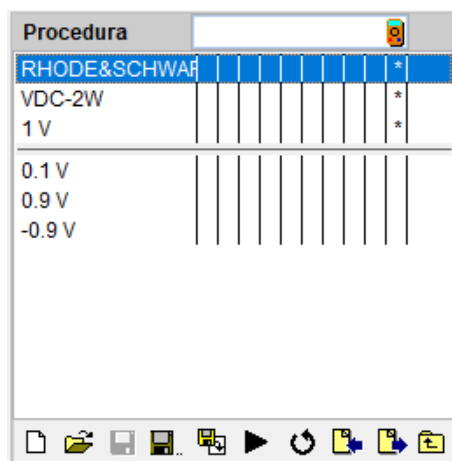 Procedura
RHODE&SCHWAR *
VDC-2W *
1 V *
0.1 V
0.9 V
-0.9 V